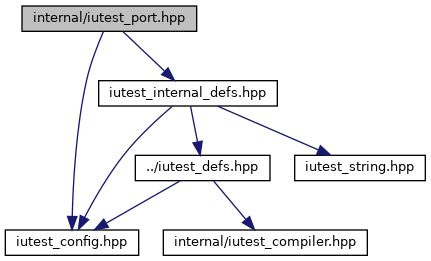 internal/iutest_port.hpp
iutest_internal_defs.hpp
../iutest_defs.hpp
iutest_string.hpp
iutest_config.hpp
internal/iutest_compiler.hpp